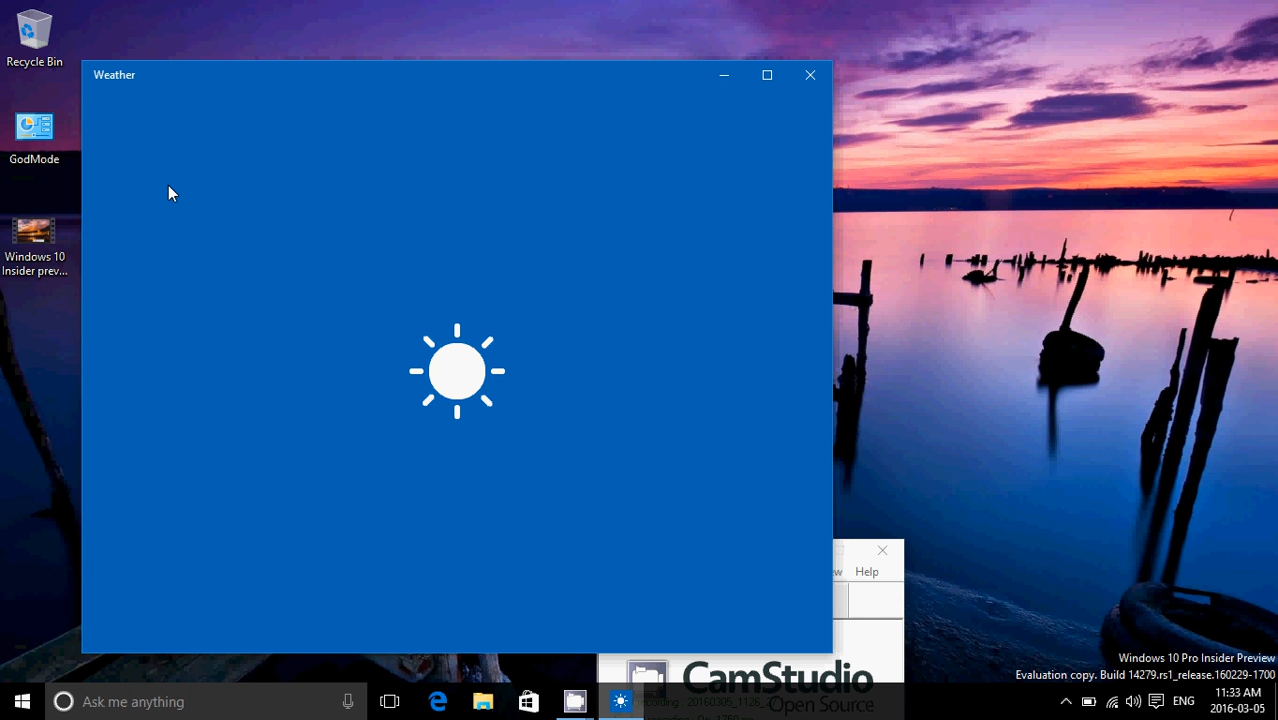 Recycle Bin
GodMode
Windows 10
Insider prev...
Weather
Help
CamStudio
Open Source
Windows 10 Pro Insider Preview
Evaluation copy. Build 14279.rs1_release.160229-1700
Ask me anything
ENG
11:33 AM
2016-03-05